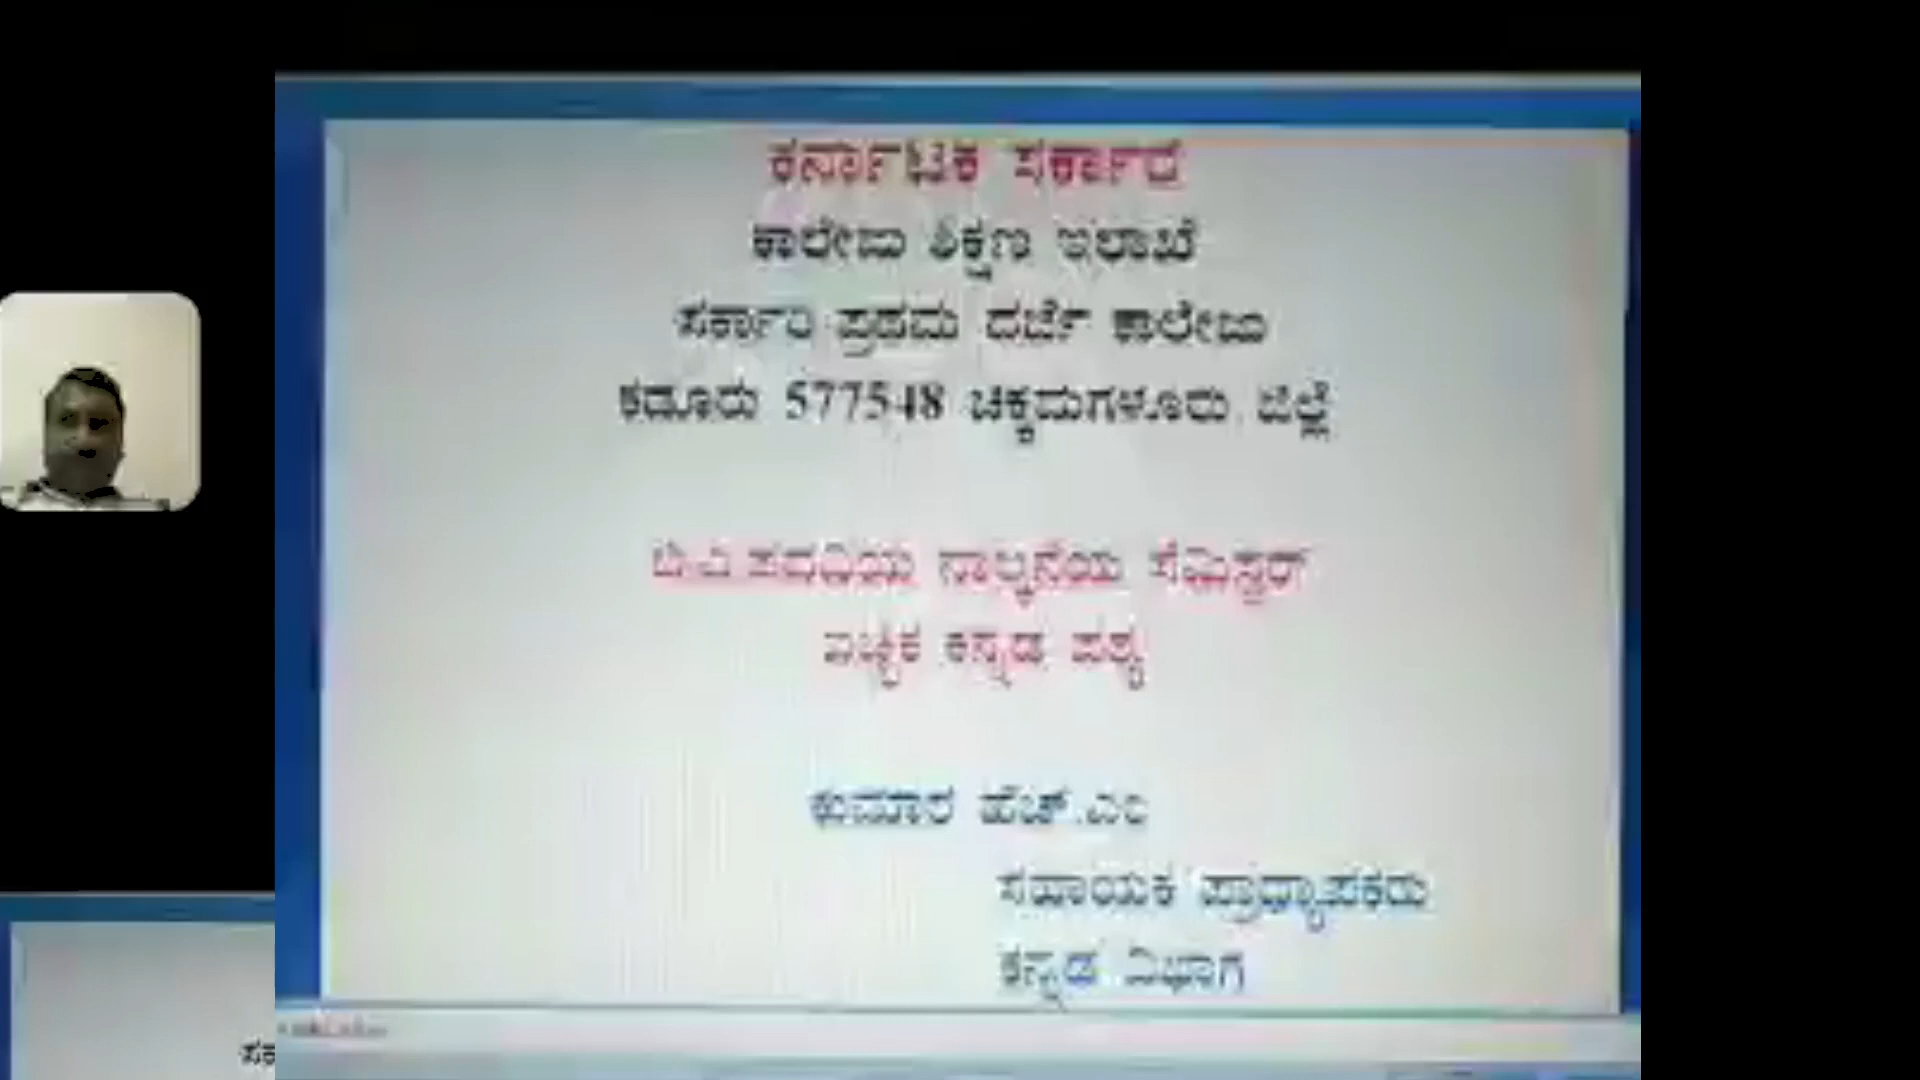 ಕರ್ನಾಟಕ ಸರ್ಕಾರ
ಕಾಲೇಜು ಶಿಕ್ಷಣ ಇಲಾಖೆ
ಸರ್ಕಾರಿ ಪ್ರಥಮ ದರ್ಜೆ ಕಾಲೇಜು
ಕಡೂರು 577548 ಚಿಕ್ಕಮಗಳೂರು ಜಿಲ್ಲೆ
ಬಿ.ಎ ಪದವಿಯ ನಾಲ್ಕನೆಯ ಸೆಮಿಸ್ಟರ್
ಐಚ್ಛಿಕ ಕನ್ನಡ ಪಠ್ಯ
ಕುಮಾರ ಹೆಚ್.ಎಂ
ಸಹಾಯಕ ಪ್ರಾಧ್ಯಾಪಕರು
ಕನ್ನಡ ವಿಭಾಗ